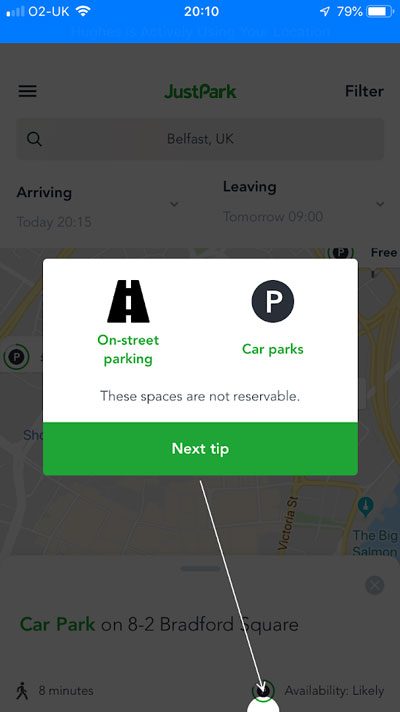 O2-UK 20:10 79%
Hughes is Actively Using Your Location
JustPark
Filter
Belfast, UK
Arriving
Leaving
Today 20:15
Tomorrow 09:00
Free
P
On-street
parking
P
Car parks
P
These spaces are not reservable.
Next tip
Victoria St
The Big
Salmon
Car Park on 8-2 Bradford Square
8 minutes
Availability: Likely